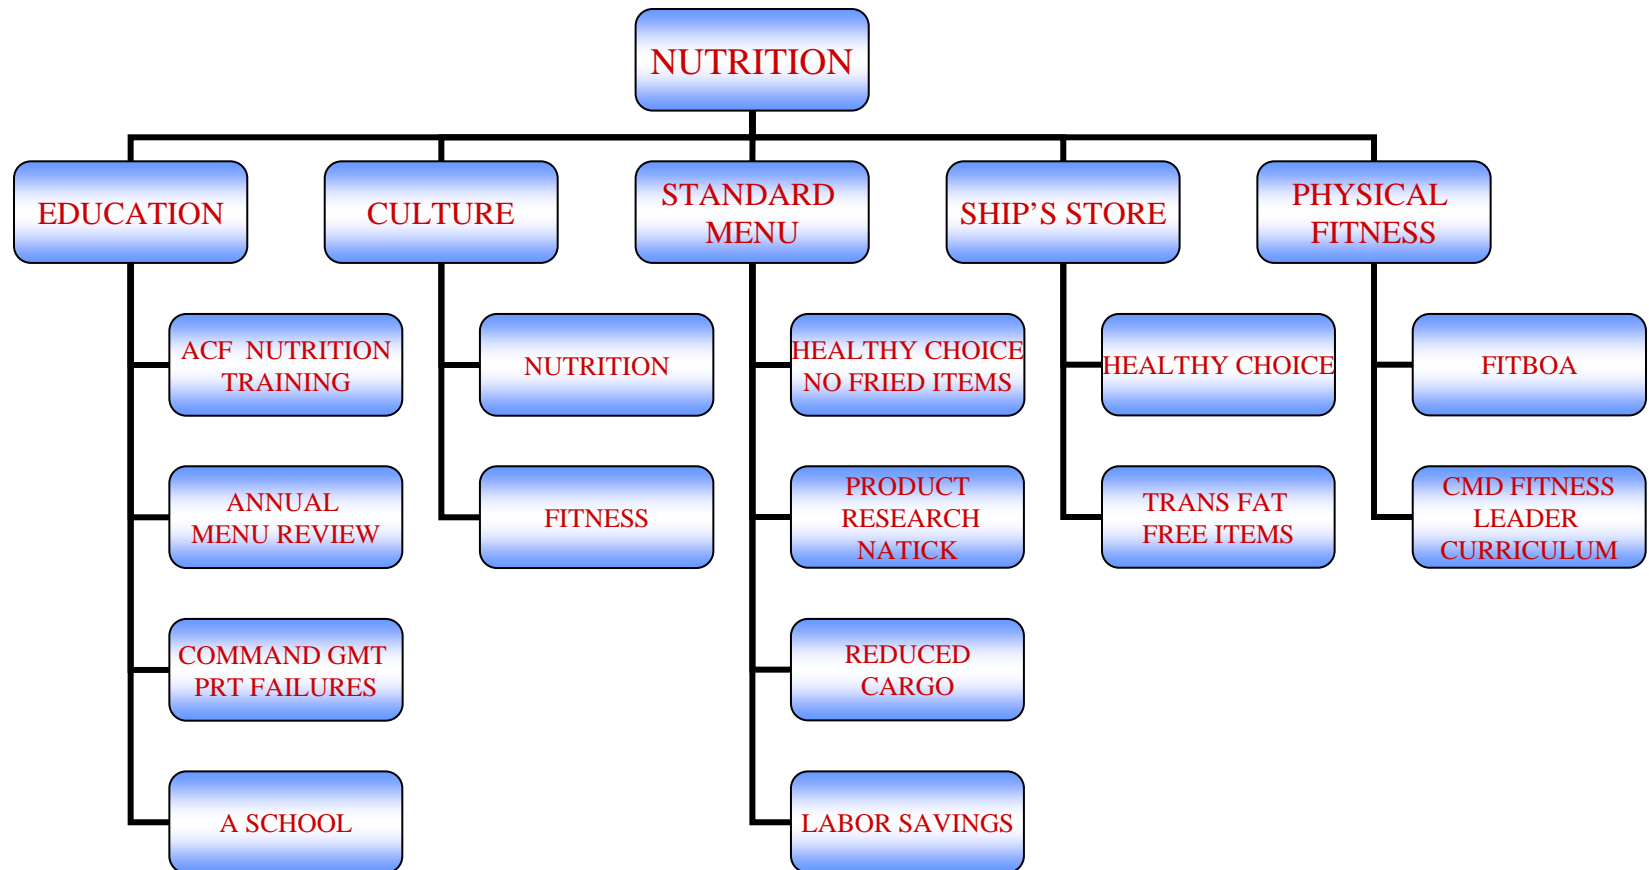 NUTRITION
EDUCATION
CULTURE
STANDARD
MENU
SHIP’S STORE
PHYSICAL
FITNESS
ACF NUTRITION
TRAINING
NUTRITION
HEALTHY CHOICE
NO FRIED ITEMS
HEALTHY CHOICE
FITBOA
ANNUAL
MENU REVIEW
FITNESS
PRODUCT
RESEARCH
NATICK
TRANS FAT
FREE ITEMS
CMD FITNESS
LEADER
CURRICULUM
COMMAND GMT
PRT FAILURES
REDUCED
CARGO
A SCHOOL
LABOR SAVINGS